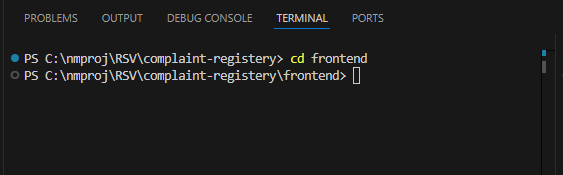 PROBLEMS OUTPUT DEBUG CONSOLE TERMINAL PORTS
PS C:\nmproj\RSV\complaint-registery> cd frontend
PS C:\nmproj\RSV\complaint-registery\frontend>